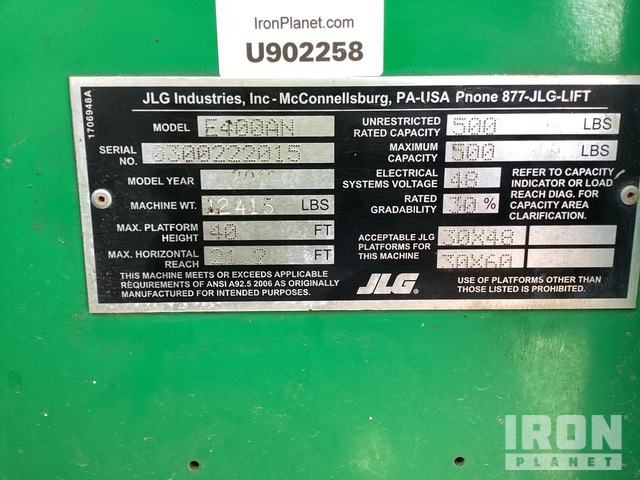 IronPlanet.com
U902258
1706948A
JLG Industries, Inc - McConnellsburg, PA-USA Phone 877-JLG-LIFT
MODEL E400AN
SERIAL NO. 0300222015
MODEL YEAR
MACHINE WT. 12415 LBS
MAX. PLATFORM HEIGHT 40 FT
MAX. HORIZONTAL REACH FT
THIS MACHINE MEETS OR EXCEEDS APPLICABLE
REQUIREMENTS OF ANSI A92.5 2006 AS ORIGINALLY
MANUFACTURED FOR INTENDED PURPOSES.
UNRESTRICTED RATED CAPACITY 500 LBS
MAXIMUM CAPACITY 500 LBS
ELECTRICAL SYSTEMS VOLTAGE 48
RATED GRADABILITY 30 %
REFER TO CAPACITY
INDICATOR OR LOAD
REACH DIAG. FOR
CAPACITY AREA
CLARIFICATION.
ACCEPTABLE JLG
PLATFORMS FOR
THIS MACHINE
30X48
30X60
JLG®
USE OF PLATFORMS OTHER THAN
THOSE LISTED IS PROHIBITED.
IRON
PLANET